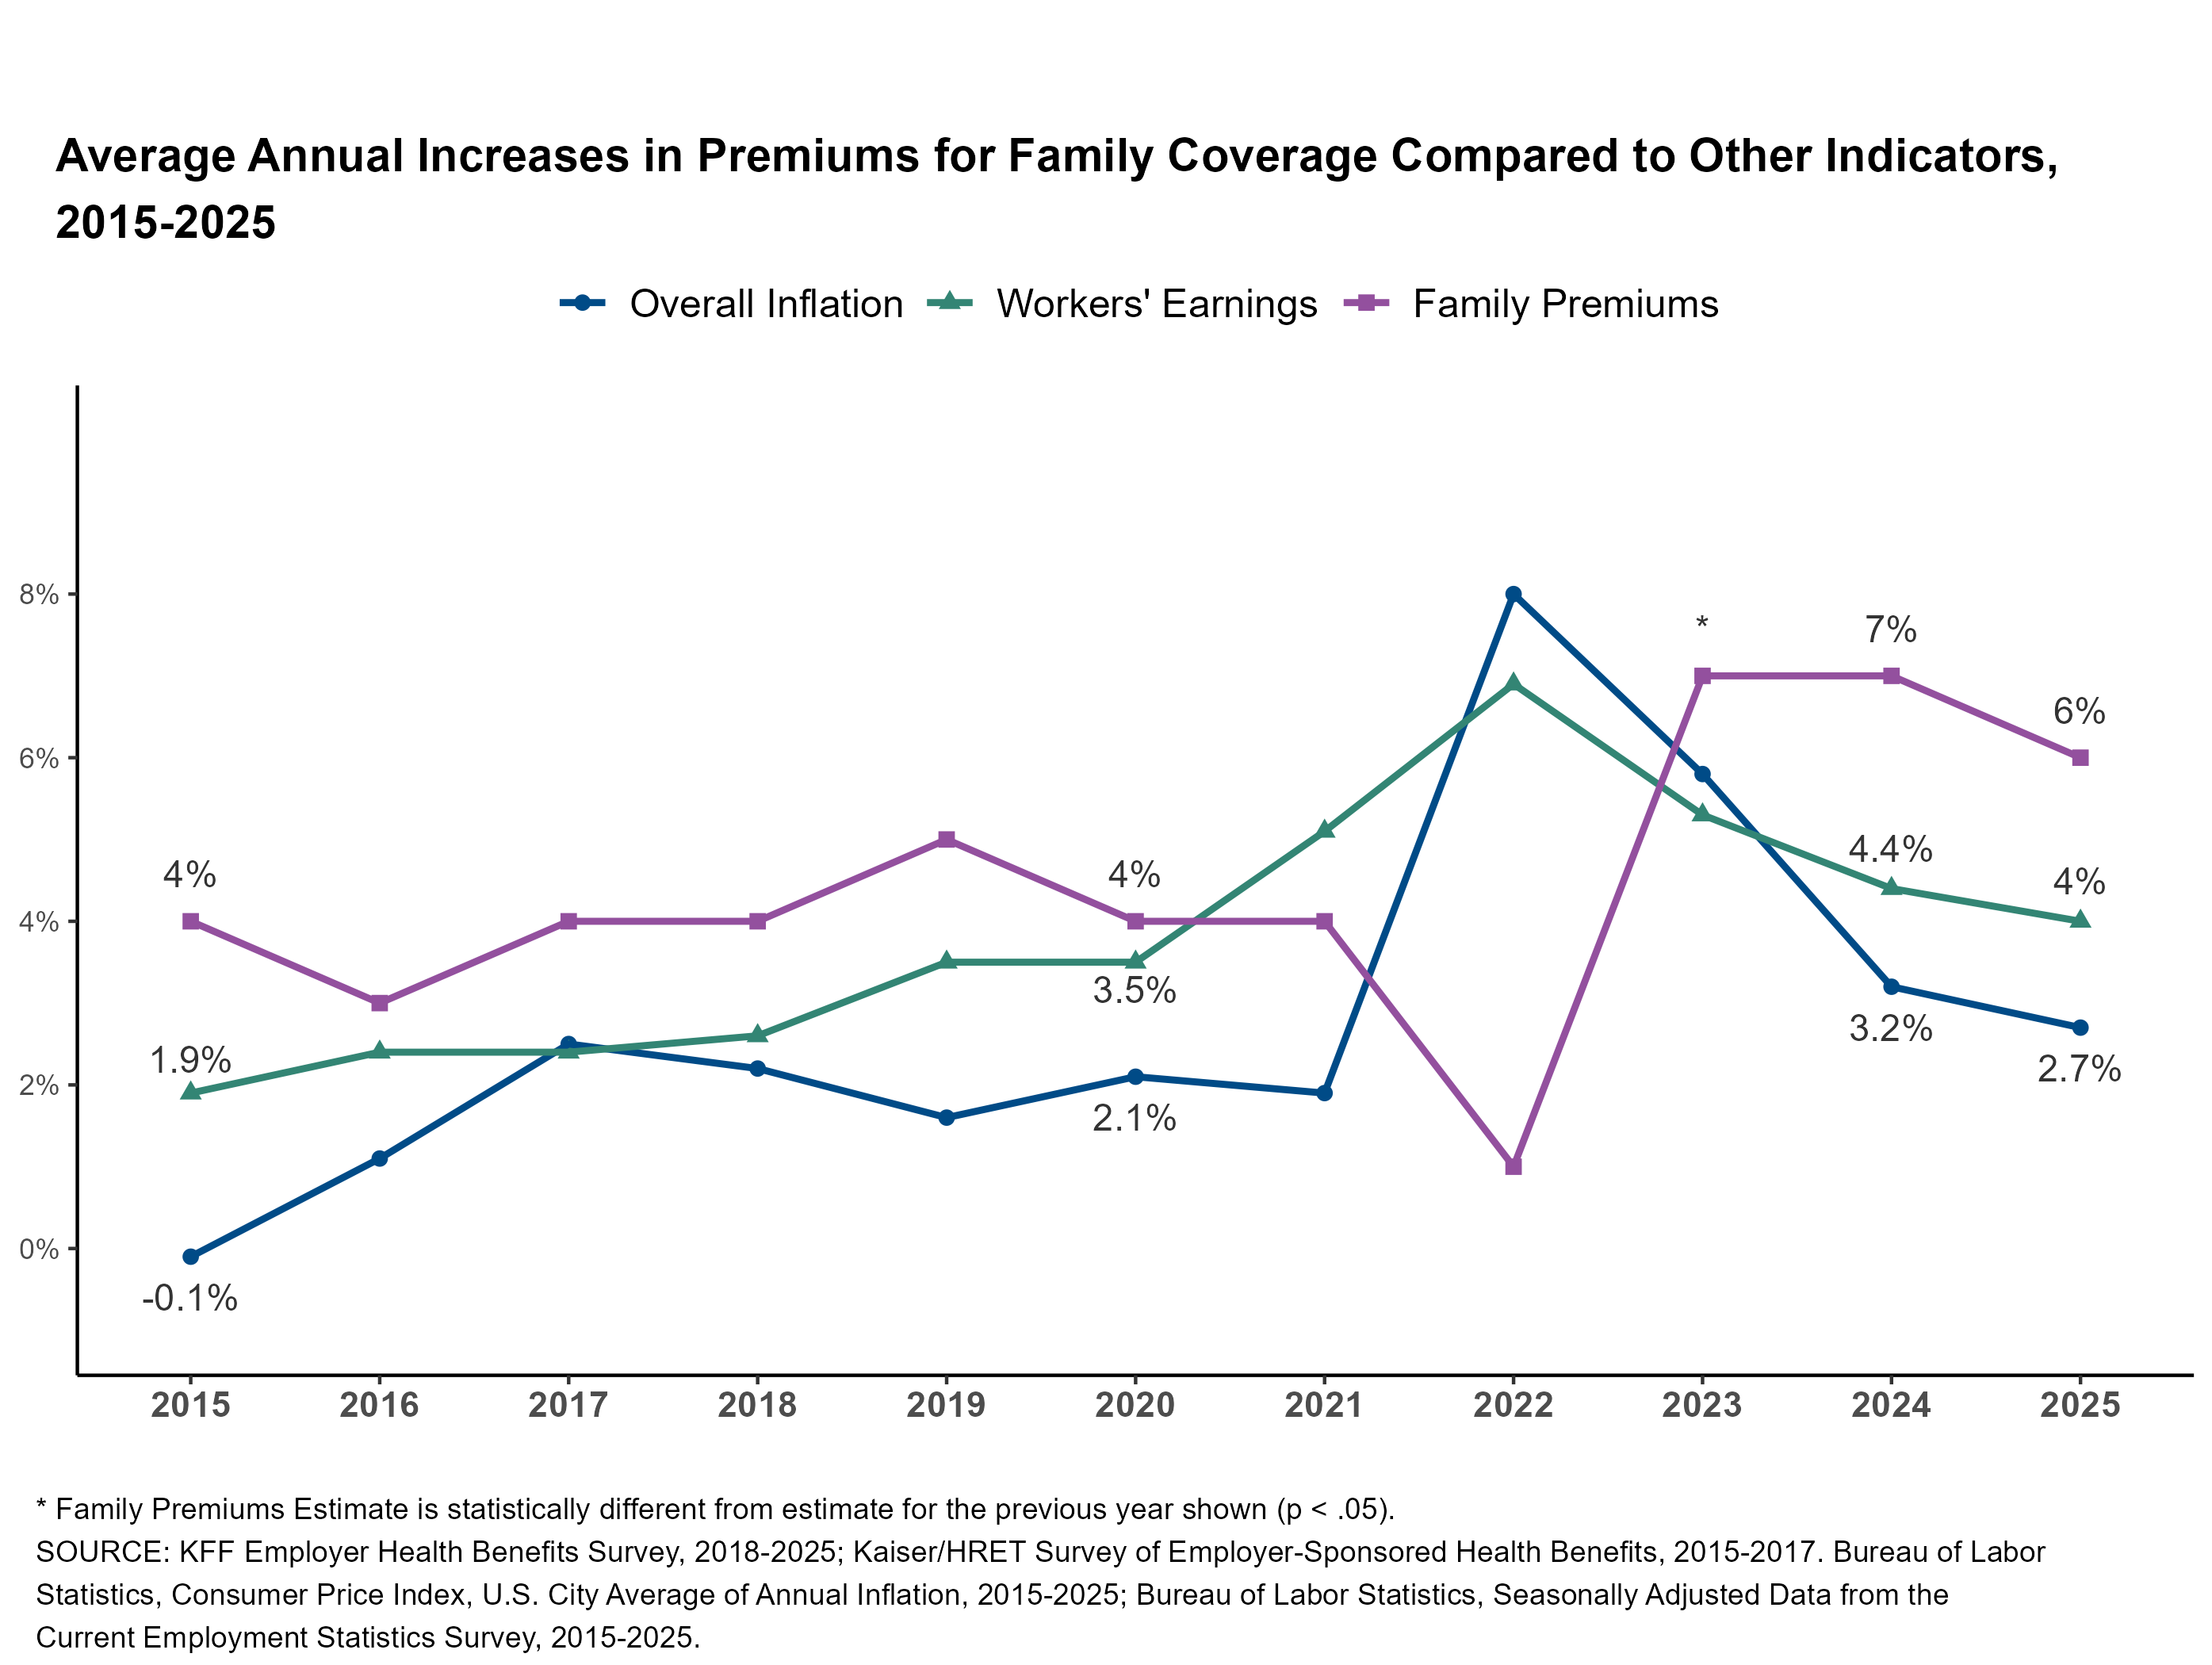 Average Annual Increases in Premiums for Family Coverage Compared to Other Indicators,
2015-2025
Overall Inflation Workers' Earnings Family Premiums
8%
*
7%
6%
6%
4%
4%
4.4%
4%
4%
3.5%
3.2%
1.9%
2.7%
2%
2.1%
0%
-0.1%
2015 2016 2017 2018 2019 2020 2021 2022 2023 2024 2025
* Family Premiums Estimate is statistically different from estimate for the previous year shown (p < .05).
SOURCE: KFF Employer Health Benefits Survey, 2018-2025; Kaiser/HRET Survey of Employer-Sponsored Health Benefits, 2015-2017. Bureau of Labor
Statistics, Consumer Price Index, U.S. City Average of Annual Inflation, 2015-2025; Bureau of Labor Statistics, Seasonally Adjusted Data from the
Current Employment Statistics Survey, 2015-2025.